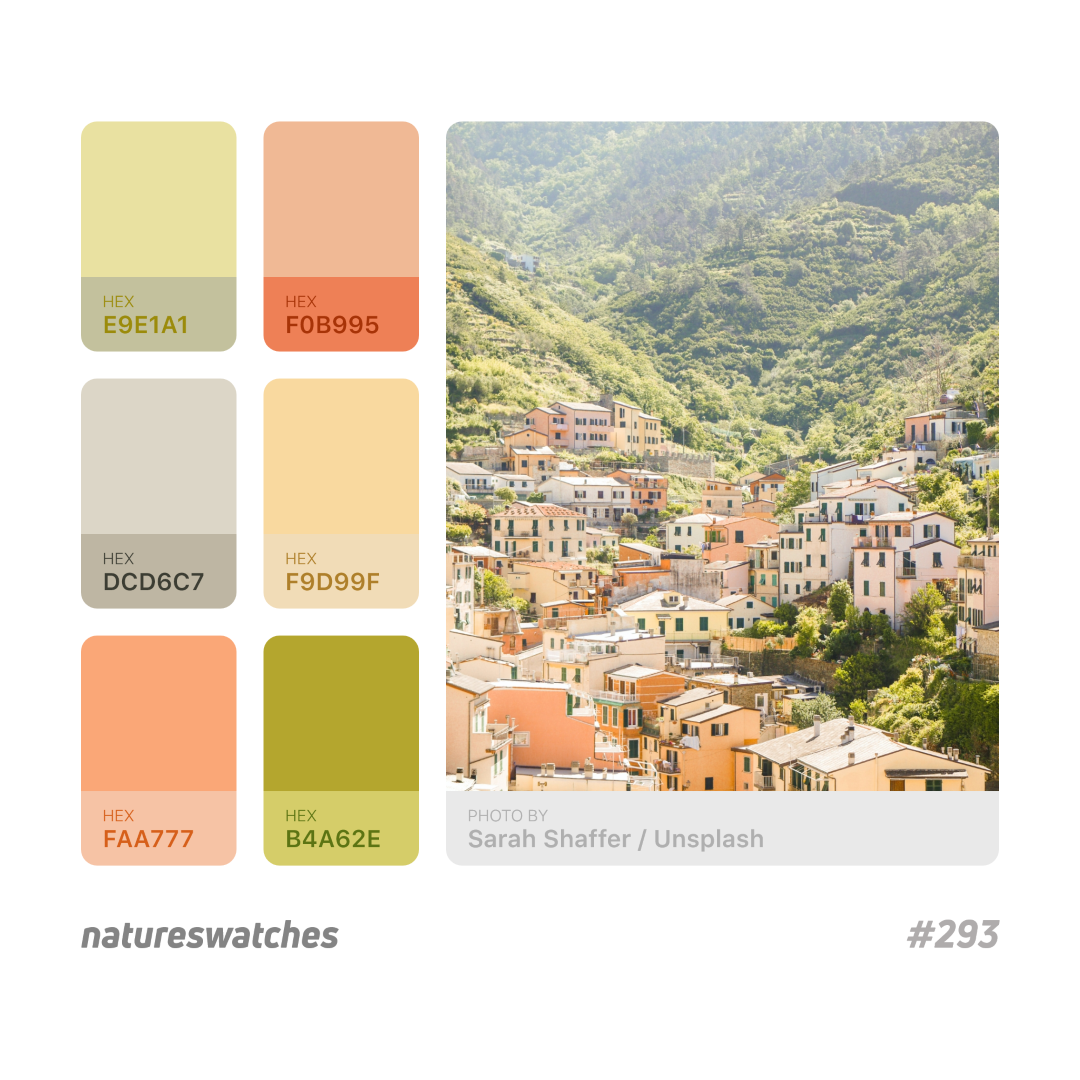 HEX
E9E1A1
HEX
F0B995
HEX
DCD6C7
HEX
F9D99F
HEX
FAA777
HEX
B4A62E
PHOTO BY
Sarah Shaffer / Unsplash
natureswatches
#293